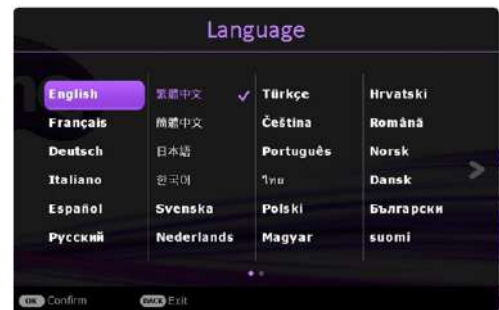 Language
English 繁體中文 ✓ Türkçe Hrvatski
Français 簡體中文 Čeština Română
Deutsch 日本語 Português Norsk
Italiano 한국어 ไทย Dansk
Español Svenska Polski Български
Русский Nederlands Magyar suomi
OK Confirm BACK Exit